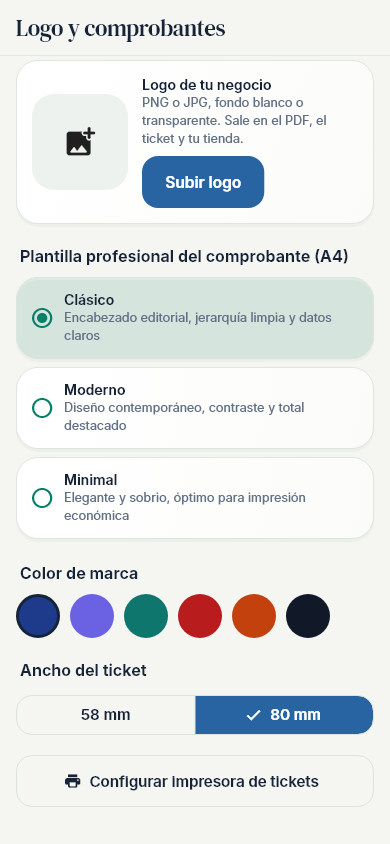 Logo y comprobantes
Logo de tu negocio
PNG o JPG, fondo blanco o
transparente. Sale en el PDF, el
ticket y tu tienda.
Subir logo
Plantilla profesional del comprobante (A4)
Clásico
Encabezado editorial, jerarquía limpia y datos
claros
Moderno
Diseño contemporáneo, contraste y total
destacado
Minimal
Elegante y sobrio, óptimo para impresión
económica
Color de marca
Ancho del ticket
58 mm
80 mm
Configurar impresora de tickets